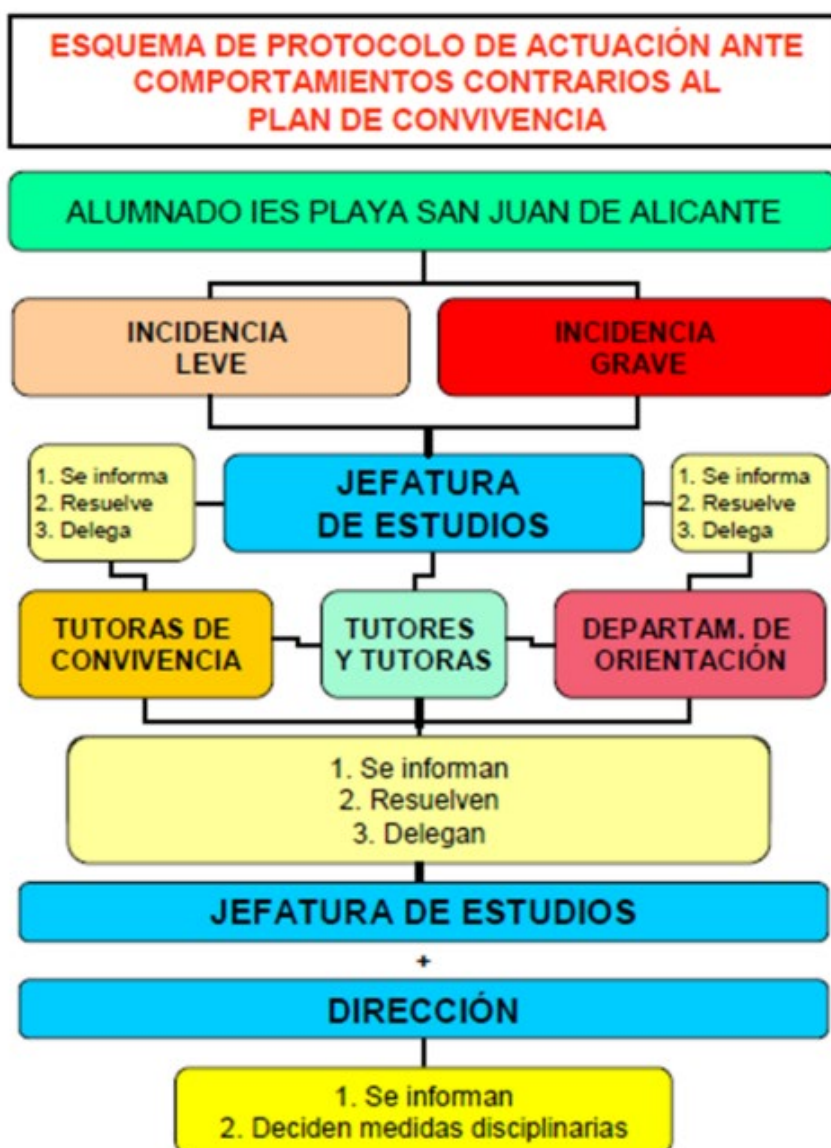 ESQUEMA DE PROTOCOLO DE ACTUACIÓN ANTE
COMPORTAMIENTOS CONTRARIOS AL
PLAN DE CONVIVENCIA
ALUMNADO IES PLAYA SAN JUAN DE ALICANTE
INCIDENCIA
LEVE
INCIDENCIA
GRAVE
1. Se informa
2. Resuelve
3. Delega
JEFATURA
DE ESTUDIOS
1. Se informa
2. Resuelve
3. Delega
TUTORAS DE
CONVIVENCIA
TUTORES
Y TUTORAS
DEPARTAM. DE
ORIENTACIÓN
1. Se informan
2. Resuelven
3. Delegan
JEFATURA DE ESTUDIOS
+
DIRECCIÓN
1. Se informan
2. Deciden medidas disciplinarias